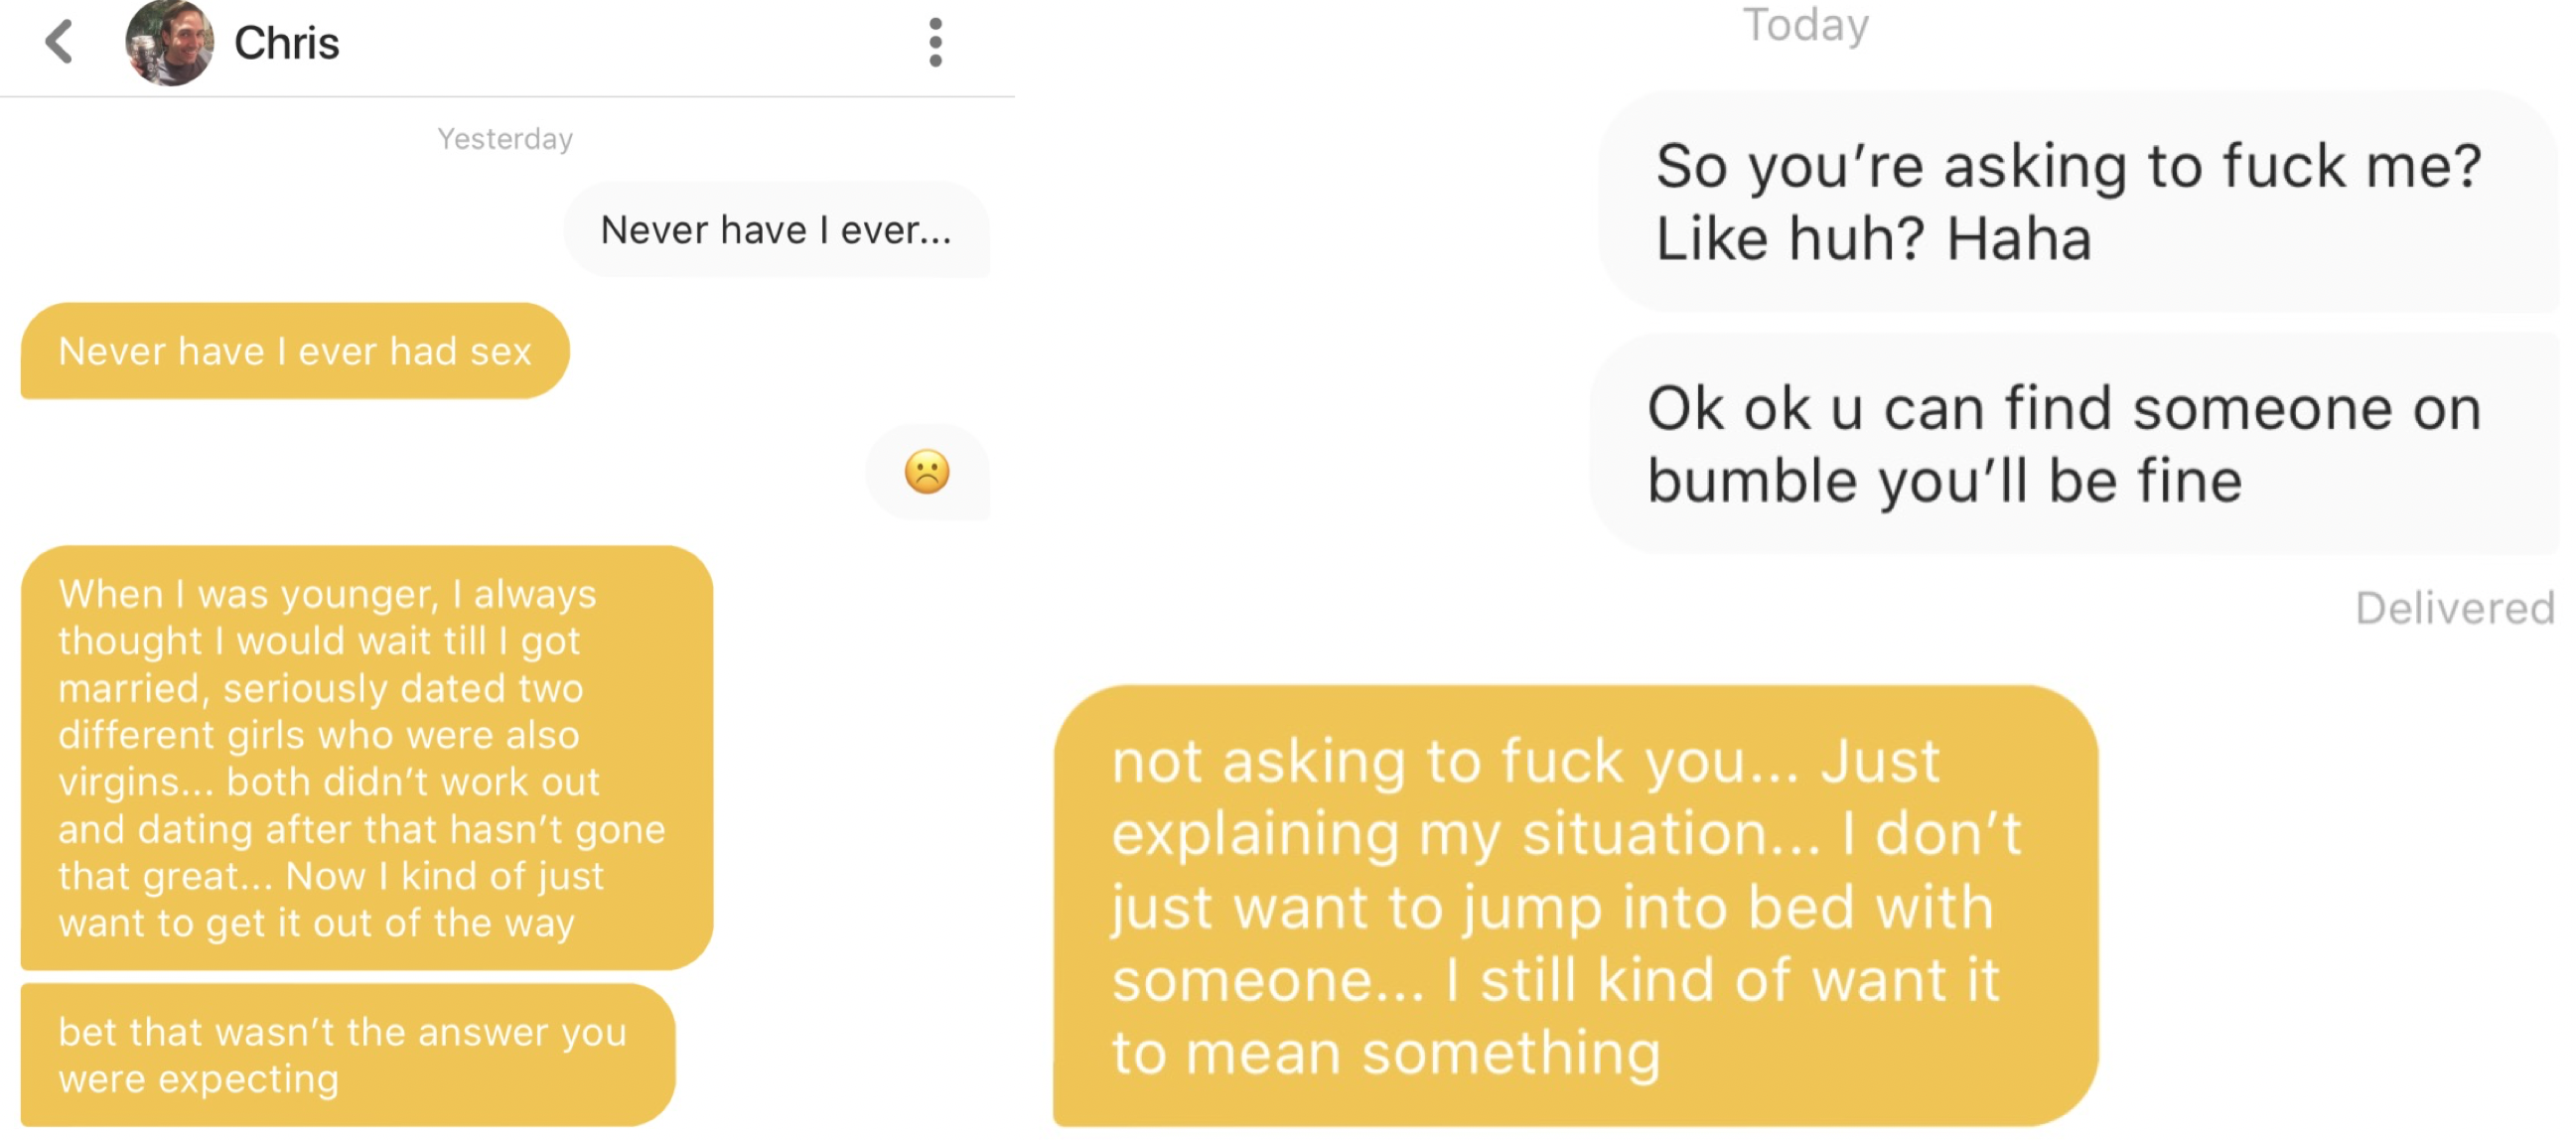 Chris
Yesterday
Never have I ever...
Never have I ever had sex
When I was younger, I always
thought I would wait till I got
married, seriously dated two
different girls who were also
virgins... both didn't work out
and dating after that hasn't gone
that great... Now I kind of just
want to get it out of the way
bet that wasn't the answer you
were expecting
Today
So you're asking to fuck me?
Like huh? Haha
Ok ok u can find someone on
bumble you'll be fine
Delivered
not asking to fuck you... Just
explaining my situation... I don't
just want to jump into bed with
someone... I still kind of want it
to mean something